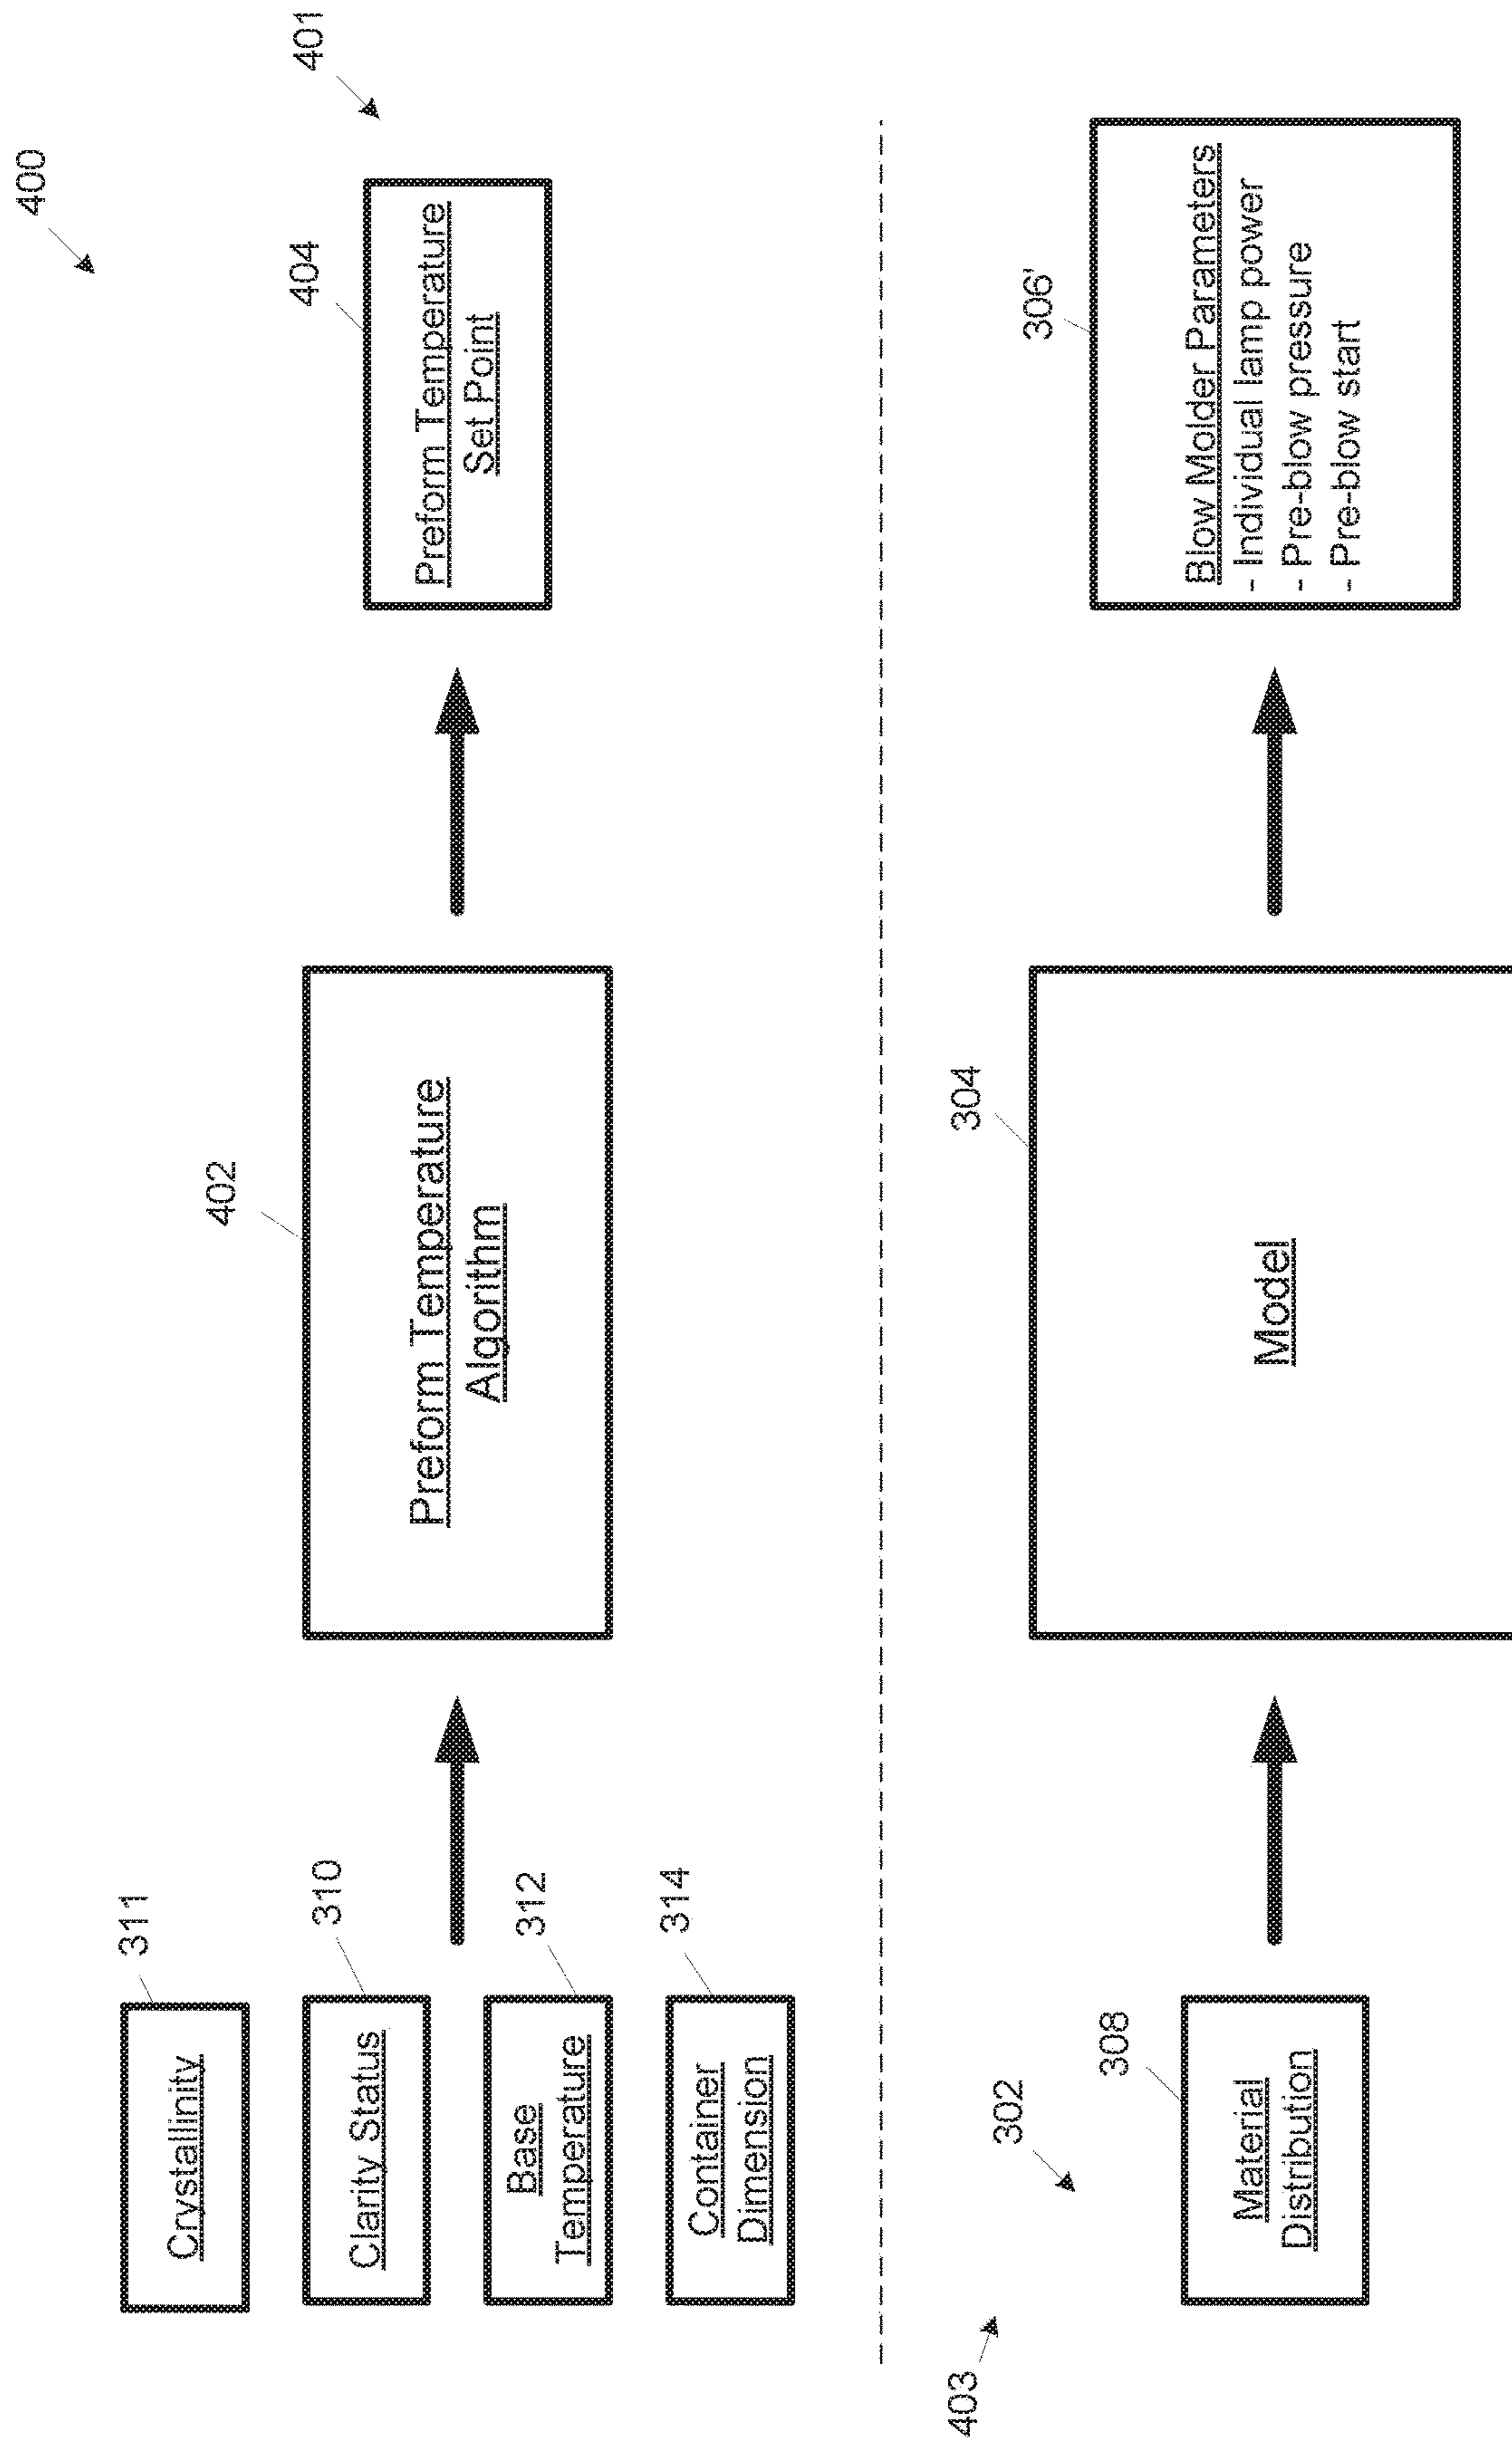 400
401
311
Crystallinity
310
Clarity Status
312
Base
Temperature
314
Container
Dimension
402
Preform Temperature
Algorithm
404
Preform Temperature
Set Point
403
302
308
Material
Distribution
304
Model
306'
Blow Molder Parameters
- Individual lamp power
- Pre-blow pressure
- Pre-blow start